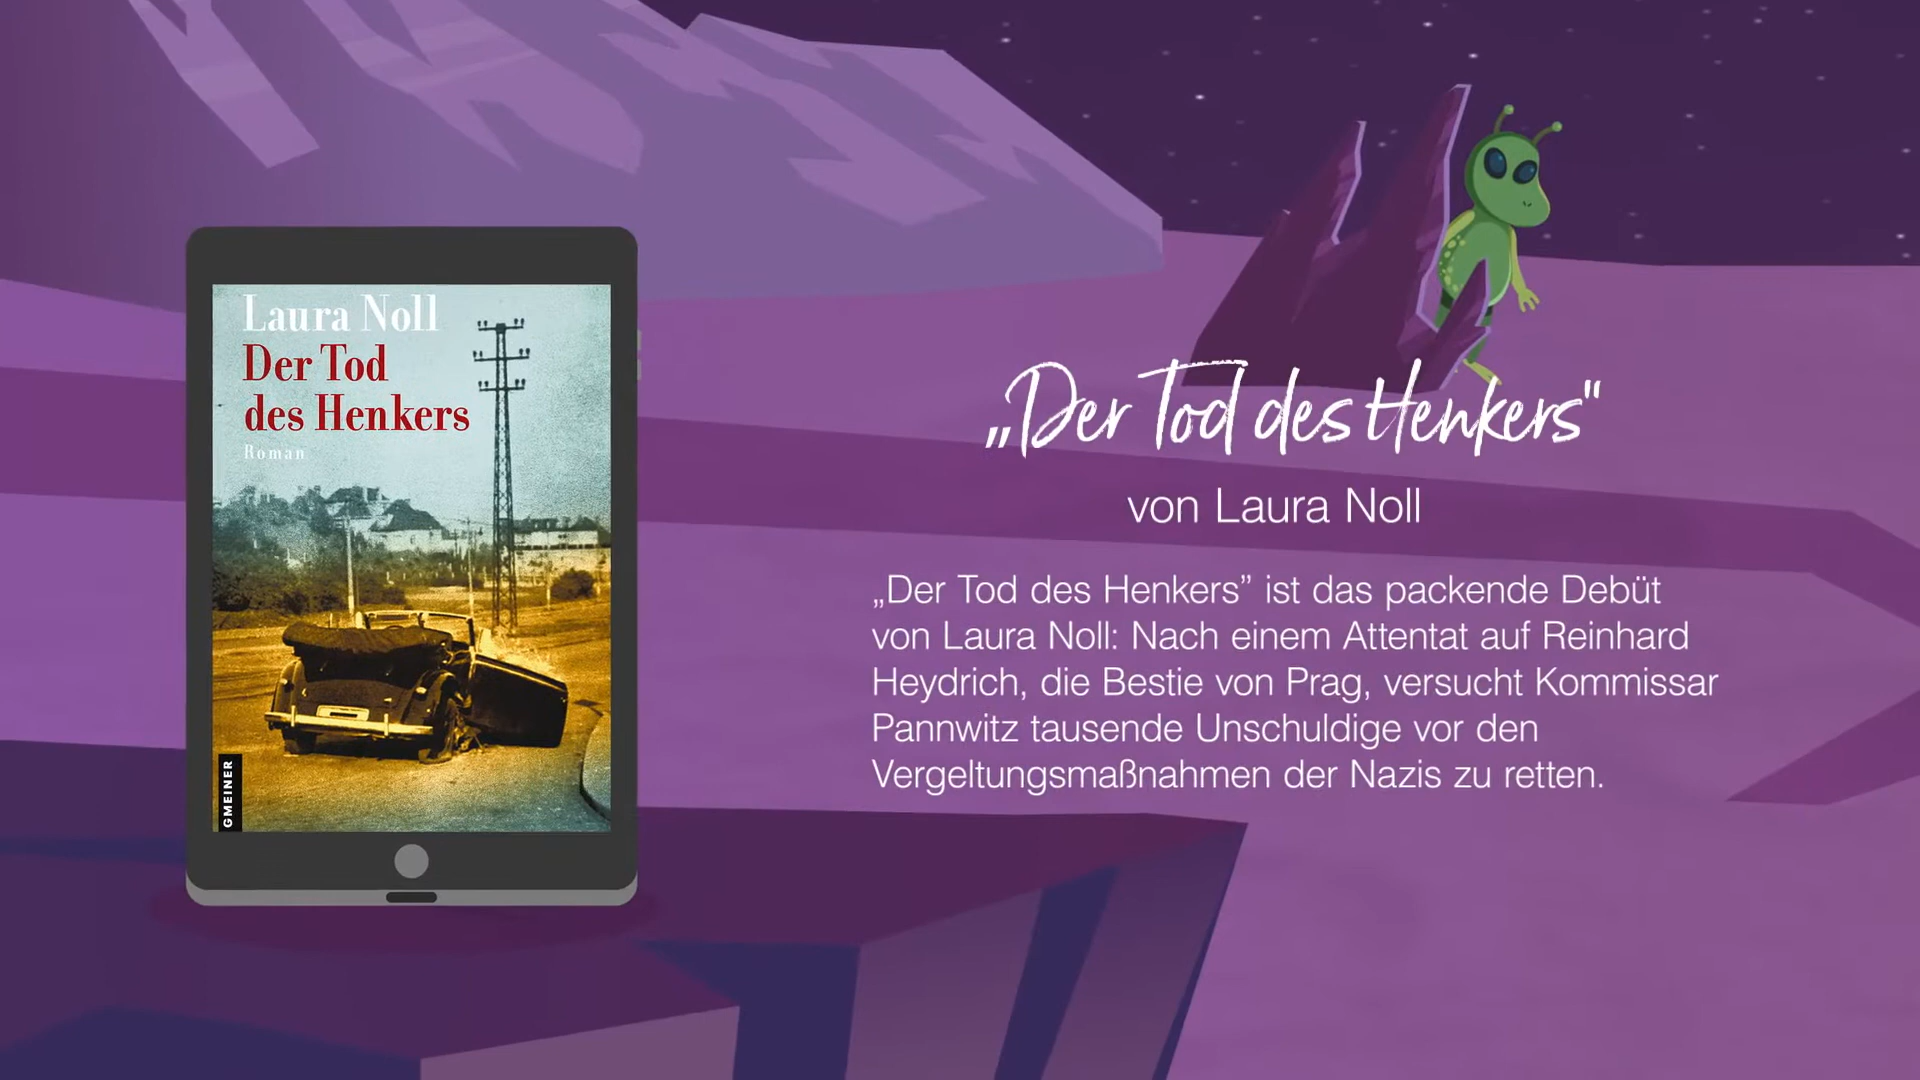 Laura Noll
Der Tod
des Henkers
Roman
GMEINER
„Der Tod des Henkers“
von Laura Noll
„Der Tod des Henkers” ist das packende Debüt
von Laura Noll: Nach einem Attentat auf Reinhard
Heydrich, die Bestie von Prag, versucht Kommissar
Pannwitz tausende Unschuldige vor den
Vergeltungsmaßnahmen der Nazis zu retten.